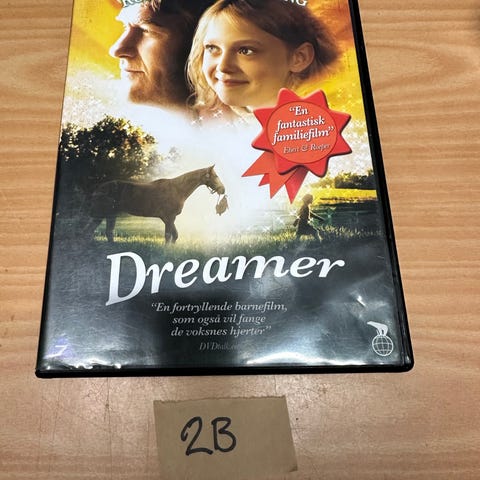 "En
fantastisk
familiefilm"
Ebert & Roeper
Dreamer
"En fortryllende barnefilm,
som også vil fange
de voksnes hjerter"
2B